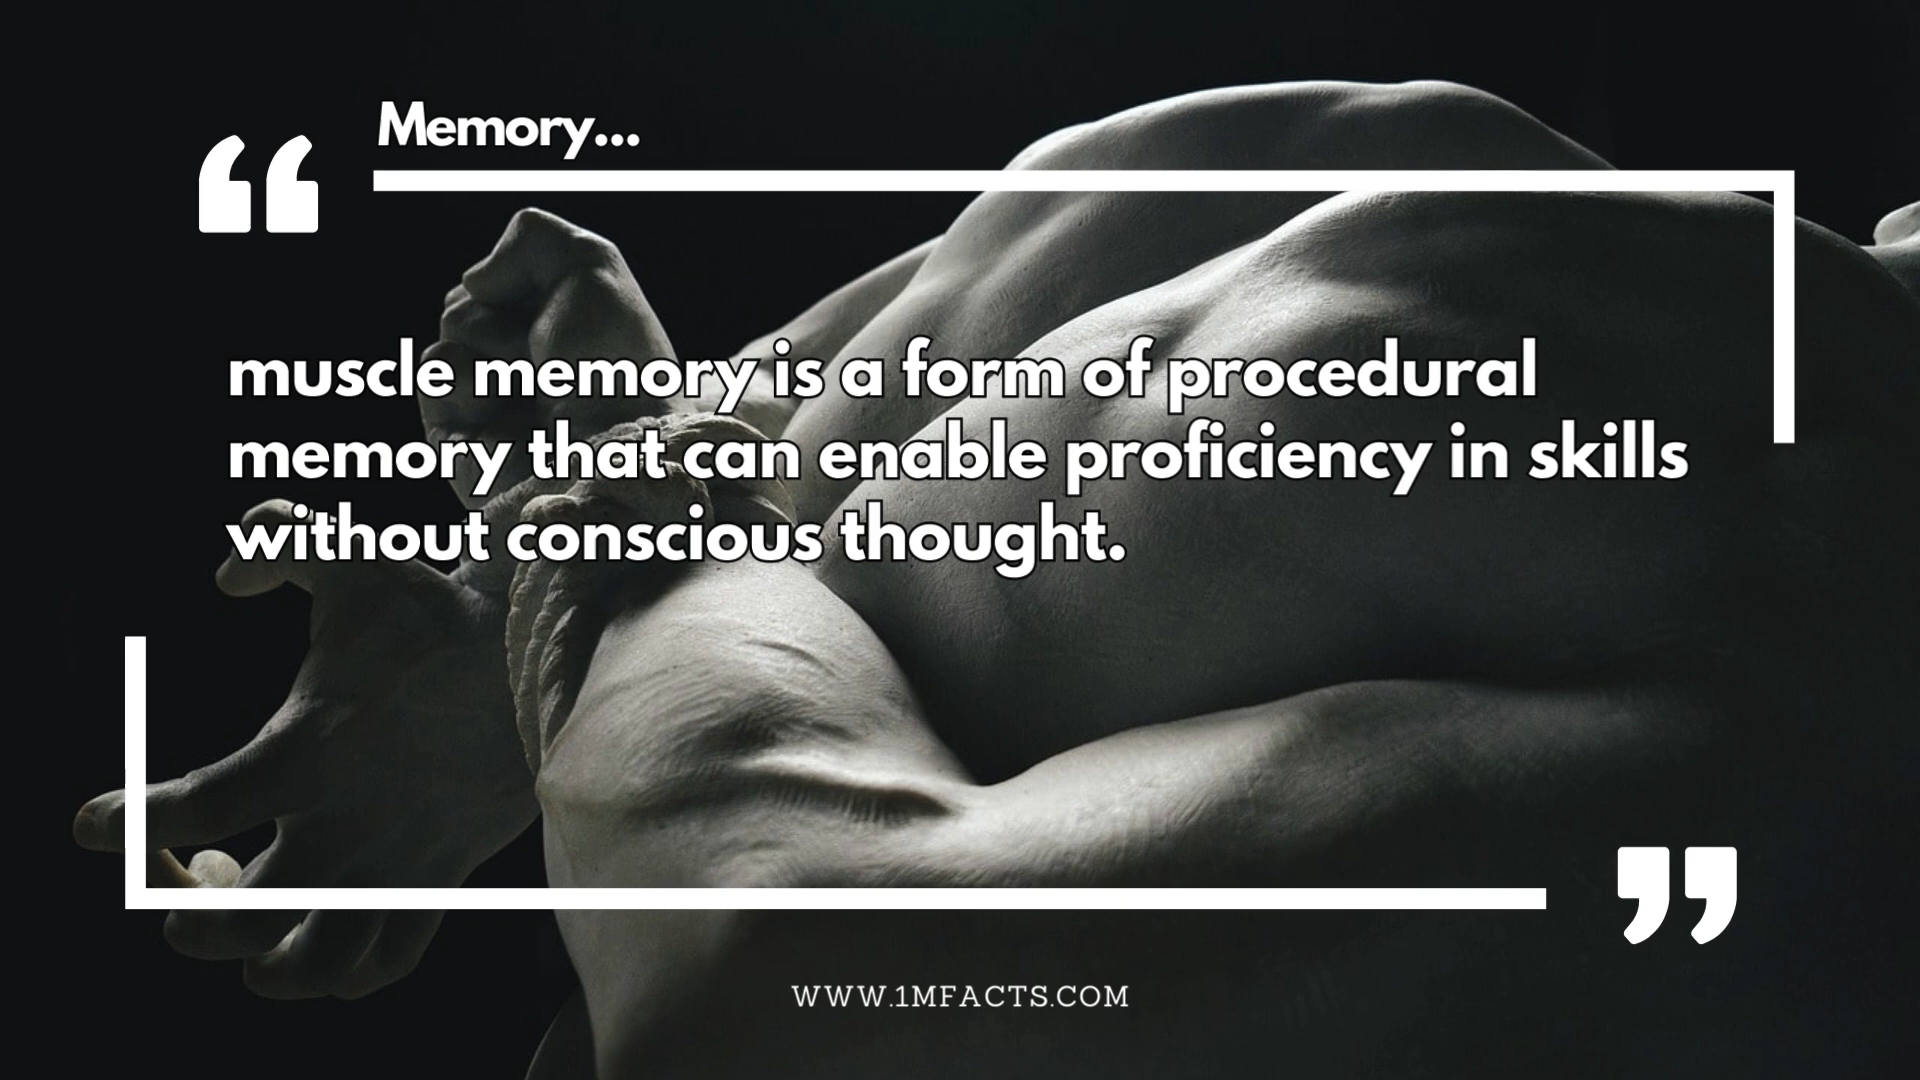 Memory...
muscle memory is a form of procedural
memory that can enable proficiency in skills
without conscious thought.
WWW.1MFACTS.COM